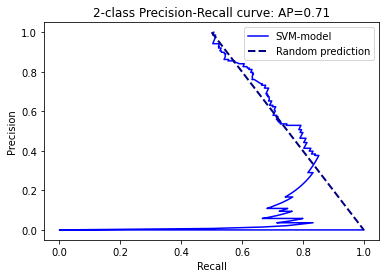 2-class Precision-Recall curve: AP=0.71
SVM-model
Random prediction
Precision
1.0
0.8
0.6
0.4
0.2
0.0
0.0 0.2 0.4 0.6 0.8 1.0
Recall